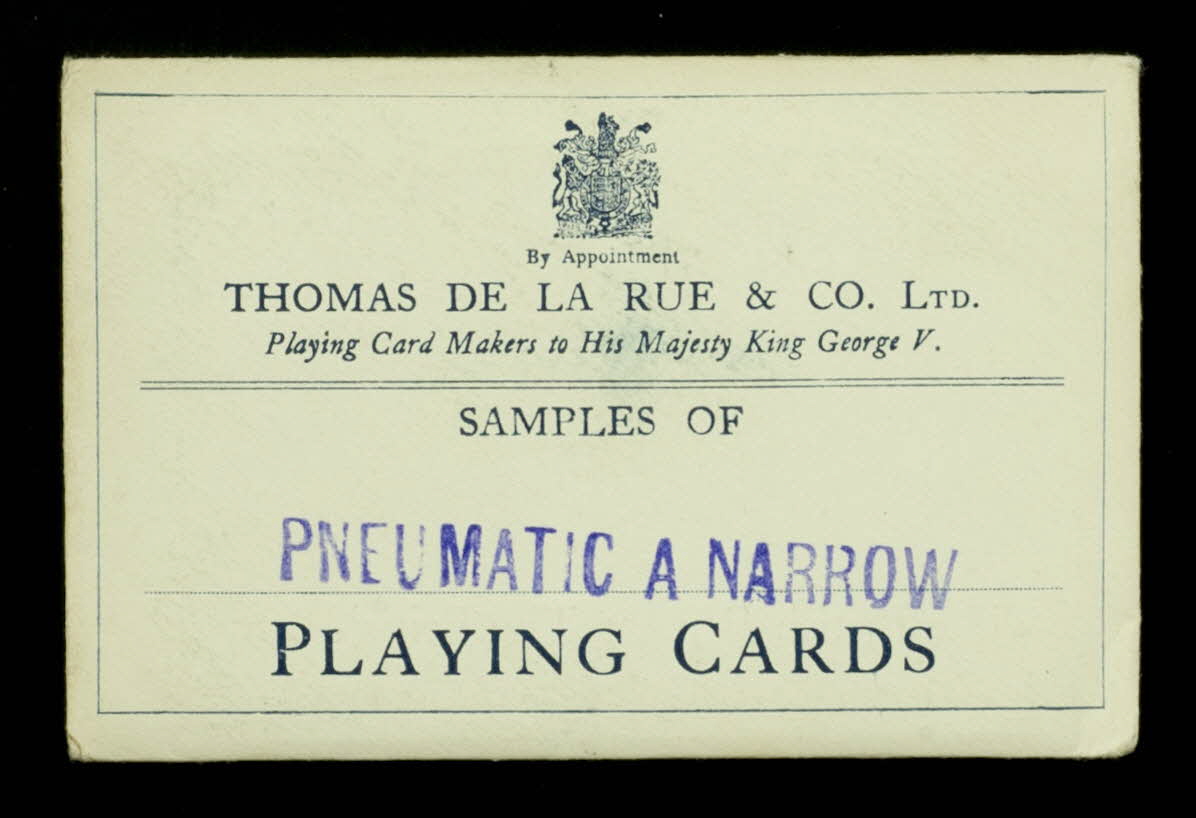 By Appointment
THOMAS DE LA RUE & CO. LTD.
Playing Card Makers to His Majesty King George V.
SAMPLES OF
PNEUMATIC A NARROW
PLAYING CARDS